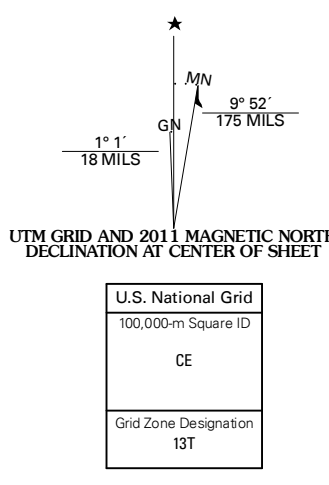 ★
MN
GN
9° 52´
175 MILS
1° 1´
18 MILS
UTM GRID AND 2011 MAGNETIC NORTH
DECLINATION AT CENTER OF SHEET
U.S. National Grid
100,000-m Square ID
CE
Grid Zone Designation
13T